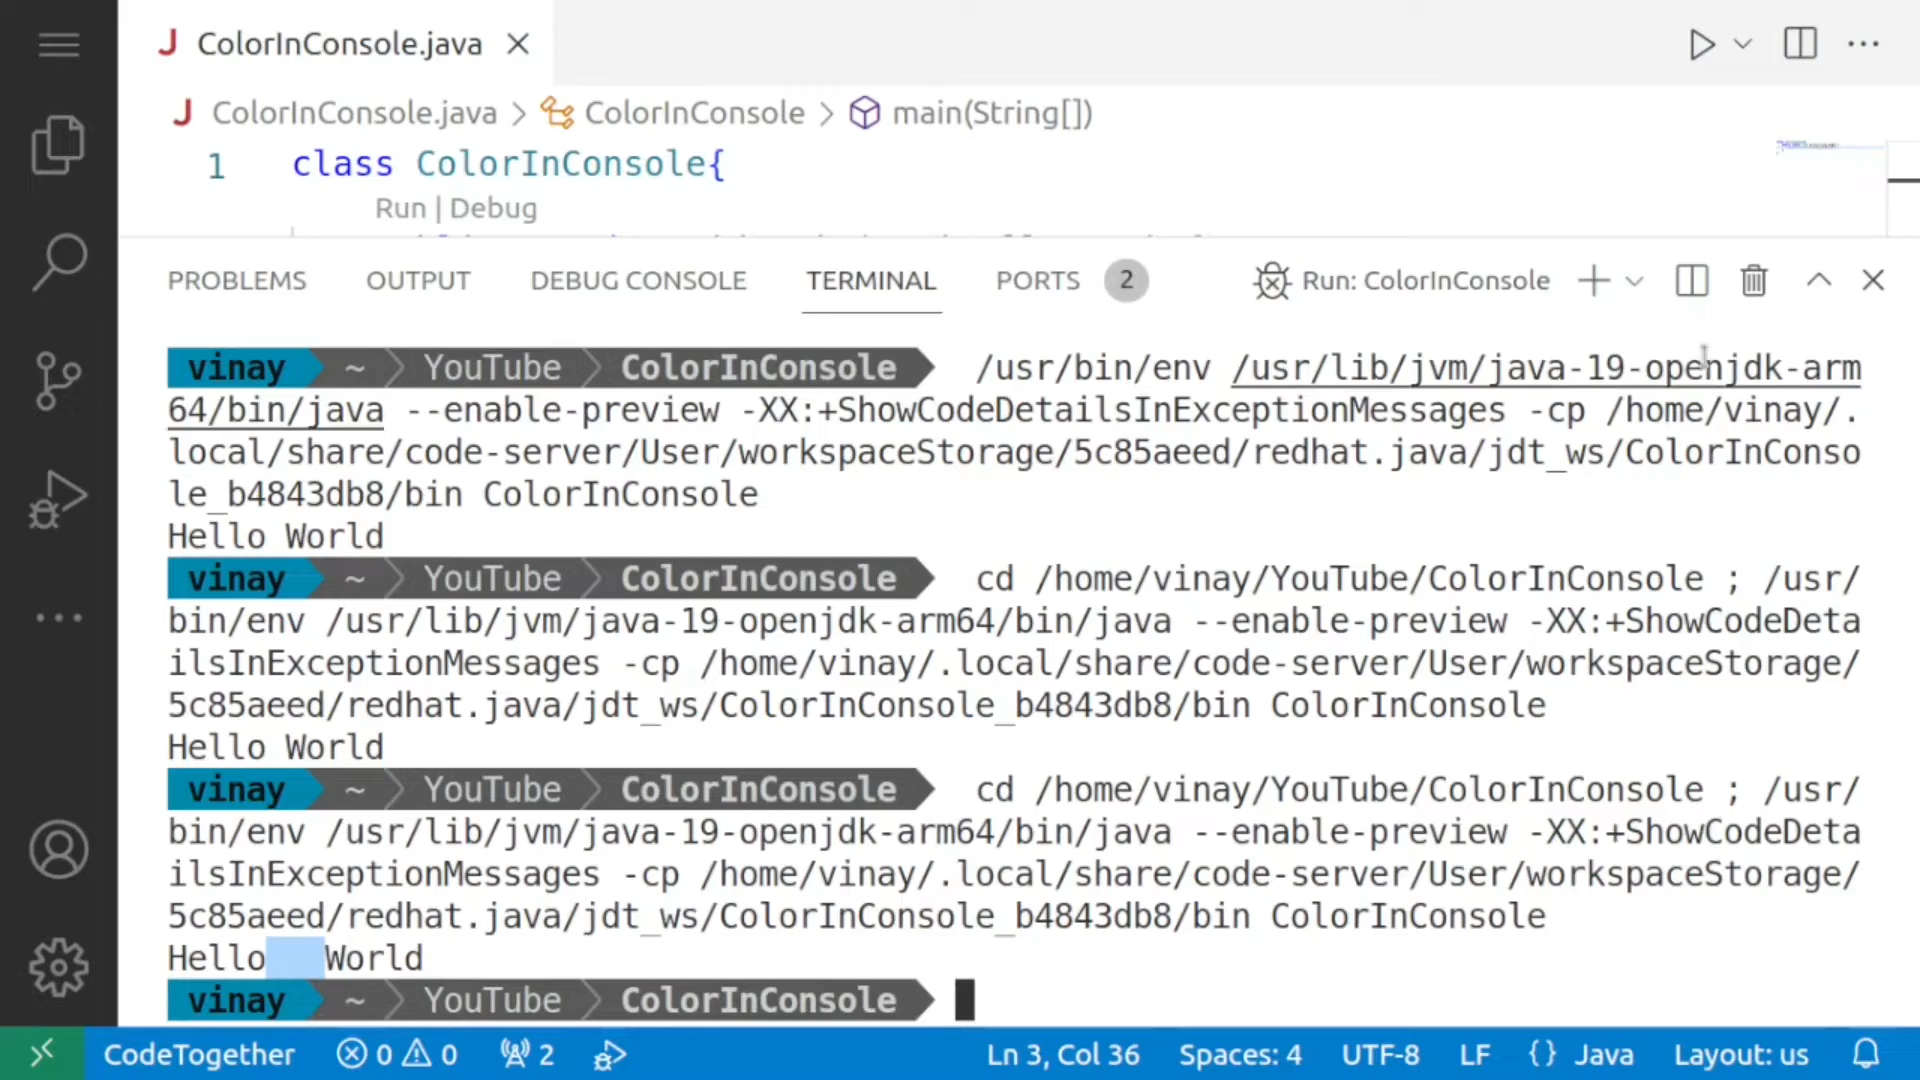 ColorInConsole.java
ColorInConsole.java > ColorInConsole > main(String[])
1 class ColorInConsole{
Run | Debug
PROBLEMS OUTPUT DEBUG CONSOLE TERMINAL PORTS 2 Run: ColorInConsole
vinay ~ YouTube ColorInConsole /usr/bin/env /usr/lib/jvm/java-19-openjdk-arm
64/bin/java --enable-preview -XX:+ShowCodeDetailsInExceptionMessages -cp /home/vinay/.
local/share/code-server/User/workspaceStorage/5c85aeed/redhat.java/jdt_ws/ColorInConso
le_b4843db8/bin ColorInConsole
Hello World
vinay ~ YouTube ColorInConsole cd /home/vinay/YouTube/ColorInConsole ; /usr/
bin/env /usr/lib/jvm/java-19-openjdk-arm64/bin/java --enable-preview -XX:+ShowCodeDeta
ilsInExceptionMessages -cp /home/vinay/.local/share/code-server/User/workspaceStorage/
5c85aeed/redhat.java/jdt_ws/ColorInConsole_b4843db8/bin ColorInConsole
Hello World
vinay ~ YouTube ColorInConsole cd /home/vinay/YouTube/ColorInConsole ; /usr/
bin/env /usr/lib/jvm/java-19-openjdk-arm64/bin/java --enable-preview -XX:+ShowCodeDeta
ilsInExceptionMessages -cp /home/vinay/.local/share/code-server/User/workspaceStorage/
5c85aeed/redhat.java/jdt_ws/ColorInConsole_b4843db8/bin ColorInConsole
Hello   World
vinay ~ YouTube ColorInConsole
CodeTogether 0 0 2 Ln 3, Col 36 Spaces: 4 UTF-8 LF {} Java Layout: us